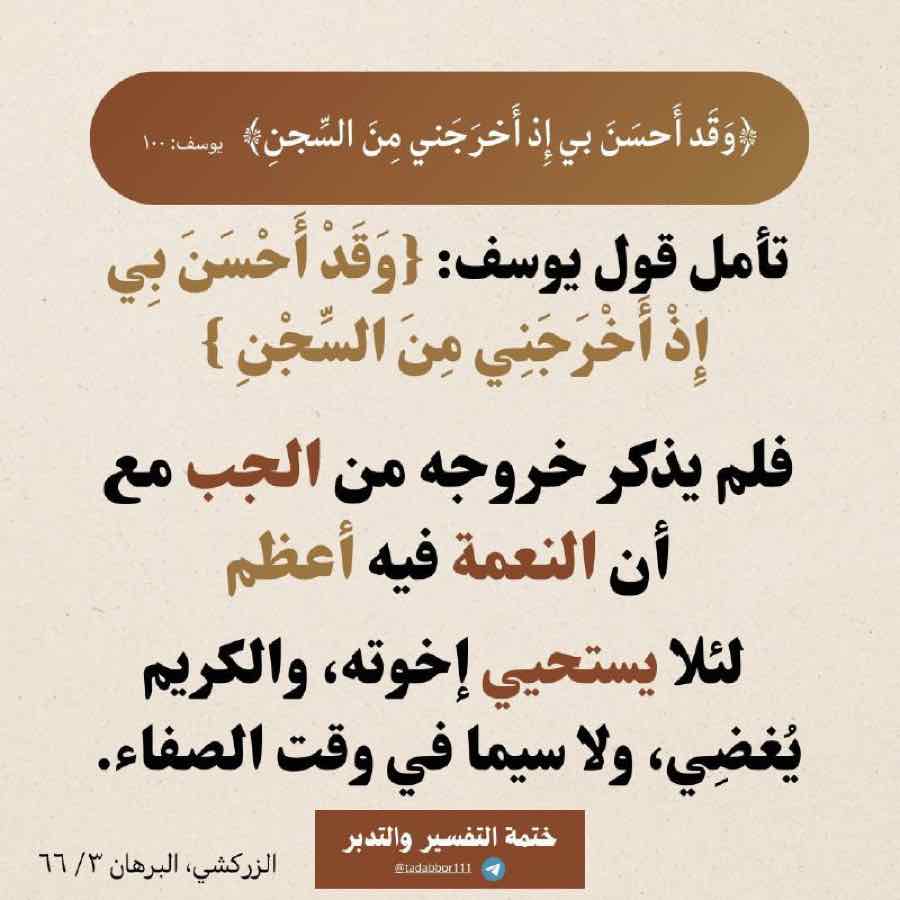 ﴿وَقَد أَحسَنَ بي إِذ أَخرَجَني مِنَ السِّجنِ﴾ يوسف: ١٠٠
تأمل قول يوسف: {وَقَدْ أَحْسَنَ بِي
إِذْ أَخْرَجَنِي مِنَ السِّجْنِ }
فلم يذكر خروجه من الجب مع
أن النعمة فيه أعظم
لئلا يستحيي إخوته، والكريم
يُغضِي، ولا سيما في وقت الصفاء.
ختمة التفسير والتدبر
@tadabbor111
الزركشي، البرهان ٣/ ٦٦